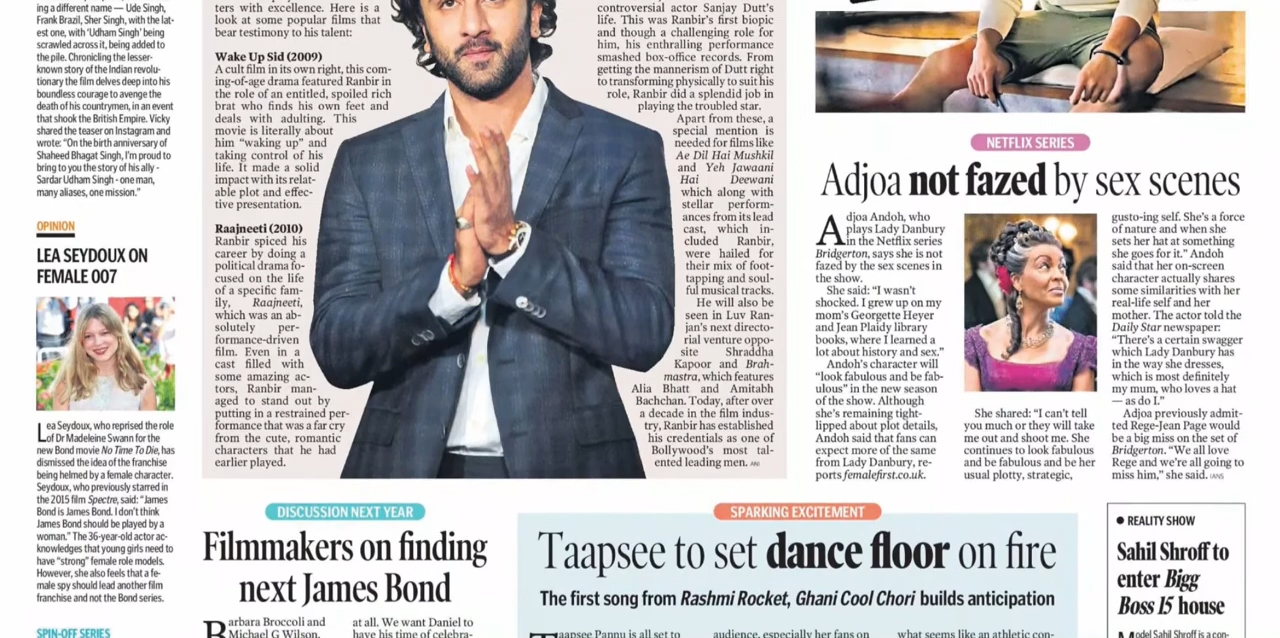 ing a different name — Ude Singh,
Frank Brazil, Sher Singh, with the lat-
est one, with ‘Udham Singh’ being
scrawled across it, being added to
the pile. Chronicling the lesser-
known story of the Indian revolu-
tionary the film delves deep into his
boundless courage to avenge the
death of his countrymen, in an event
that shook the British Empire. Vicky
shared the teaser on Instagram and
wrote: “On the birth anniversary of
Shaheed Bhagat Singh, I’m proud to
bring to you the story of his ally -
Sardar Udham Singh - one man,
many aliases, one mission.”
OPINION
LEA SEYDOUX ON
FEMALE 007
Lea Seydoux, who reprised the role
of Dr Madeleine Swann for the
new Bond movie No Time To Die, has
dismissed the idea of the franchise
being helmed by a female character.
Seydoux, who previously starred in
the 2015 film Spectre, said: “James
Bond is James Bond. I don’t think
James Bond should be played by a
woman.” The 36-year-old actor ac-
knowledges that young girls need to
have “strong” female role models.
However, she also feels that a fe-
male spy should lead another film
franchise and not the Bond series.
SPIN-OFF SERIES
ters with excellence. Here is a
look at some popular films that
bear testimony to his talent:
Wake Up Sid (2009)
A cult film in its own right, this com-
ing-of-age drama featured Ranbir in
the role of an entitled, spoiled rich
brat who finds his own feet and
deals with adulting. This
movie is literally about
him “waking up” and
taking control of his
life. It made a solid
impact with its relat-
able plot and effec-
tive presentation.
Raajneeti (2010)
Ranbir spiced his
career by doing a
political drama fo-
cused on the life
of a specific fam-
ily, Raajneeti,
which was an ab-
solutely per-
formance-driven
film. Even in a
cast filled with
some amazing ac-
tors, Ranbir man-
aged to stand out by
putting in a restrained per-
formance that was a far cry
from the cute, romantic
characters that he had
earlier played.
controversial actor Sanjay Dutt’s
life. This was Ranbir’s first biopic
and though a challenging role for
him, his enthralling performance
smashed box-office records. From
getting the mannerism of Dutt right
to transforming physically to suit his
role, Ranbir did a splendid job in
playing the troubled star.
Apart from these, a
special mention is
needed for films like
Ae Dil Hai Mushkil
and Yeh Jawaani
Hai Deewani
which along with
stellar perform-
ances from its lead
cast, which in-
cluded Ranbir,
were hailed for
their mix of foot-
tapping and soul-
ful musical tracks.
He will also be
seen in Luv Ran-
jan’s next directo-
rial venture oppo-
site Shraddha
Kapoor and Brah-
mastra, which features
Alia Bhatt and Amitabh
Bachchan. Today, after over
a decade in the film indus-
try, Ranbir has established
his credentials as one of
Bollywood’s most tal-
ented leading men. ANI
NETFLIX SERIES
Adjoa not fazed by sex scenes
Adjoa Andoh, who
plays Lady Danbury
in the Netflix series
Bridgerton, says she is not
fazed by the sex scenes in
the show.
She said: “I wasn’t
shocked. I grew up on my
mom’s Georgette Heyer
and Jean Plaidy library
books, where I learned a
lot about history and sex.”
Andoh’s character will
“look fabulous and be fab-
ulous” in the new season
of the show. Although
she’s remaining tight-
lipped about plot details,
Andoh said that fans can
expect more of the same
from Lady Danbury, re-
ports femalefirst.co.uk.
She shared: “I can’t tell
you much or they will take
me out and shoot me. She
continues to look fabulous
and be fabulous and be her
usual plotty, strategic,
gusto-ing self. She’s a force
of nature and when she
sets her hat at something
she goes for it.” Andoh
said that her on-screen
character actually shares
some similarities with her
real-life self and her
mother. The actor told the
Daily Star newspaper:
“There’s a certain swagger
which Lady Danbury has
in the way she dresses,
which is most definitely
my mum, who loves a hat
— as do I.”
Adjoa previously admit-
ted Rege-Jean Page would
be a big miss on the set of
Bridgerton. “We all love
Rege and we’re all going to
miss him,” she said. IANS
DISCUSSION NEXT YEAR
Filmmakers on finding
next James Bond
Barbara Broccoli and
Michael G Wilson,
at all. We want Daniel to
have his time of celebra-
SPARKING EXCITEMENT
Taapsee to set dance floor on fire
The first song from Rashmi Rocket, Ghani Cool Chori builds anticipation
Taapsee Pannu is all set to
audience, especially her fans on
what seems like an athletic con-
● REALITY SHOW
Sahil Shroff to
enter Bigg
Boss 15 house
Model Sahil Shroff is a con-